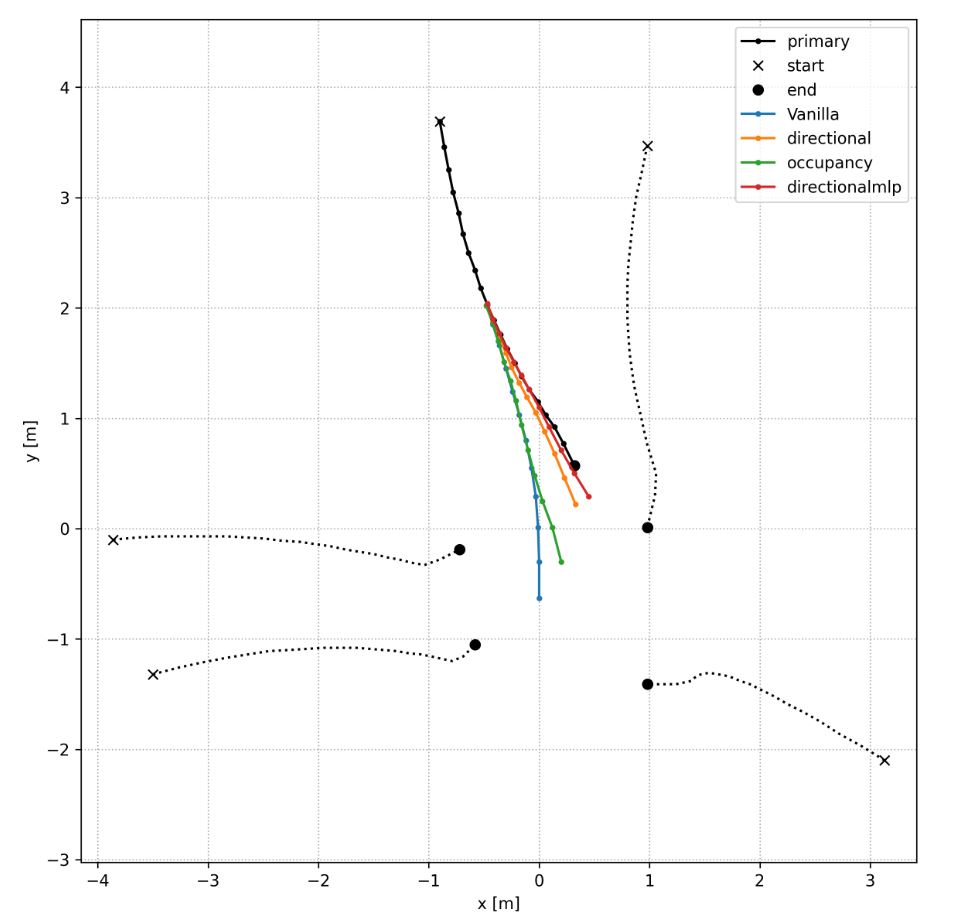 primary
start
end
Vanilla
directional
occupancy
directionalmlp
y [m]
4
3
2
1
0
−1
−2
−3
−4 −3 −2 −1 0 1 2 3
x [m]